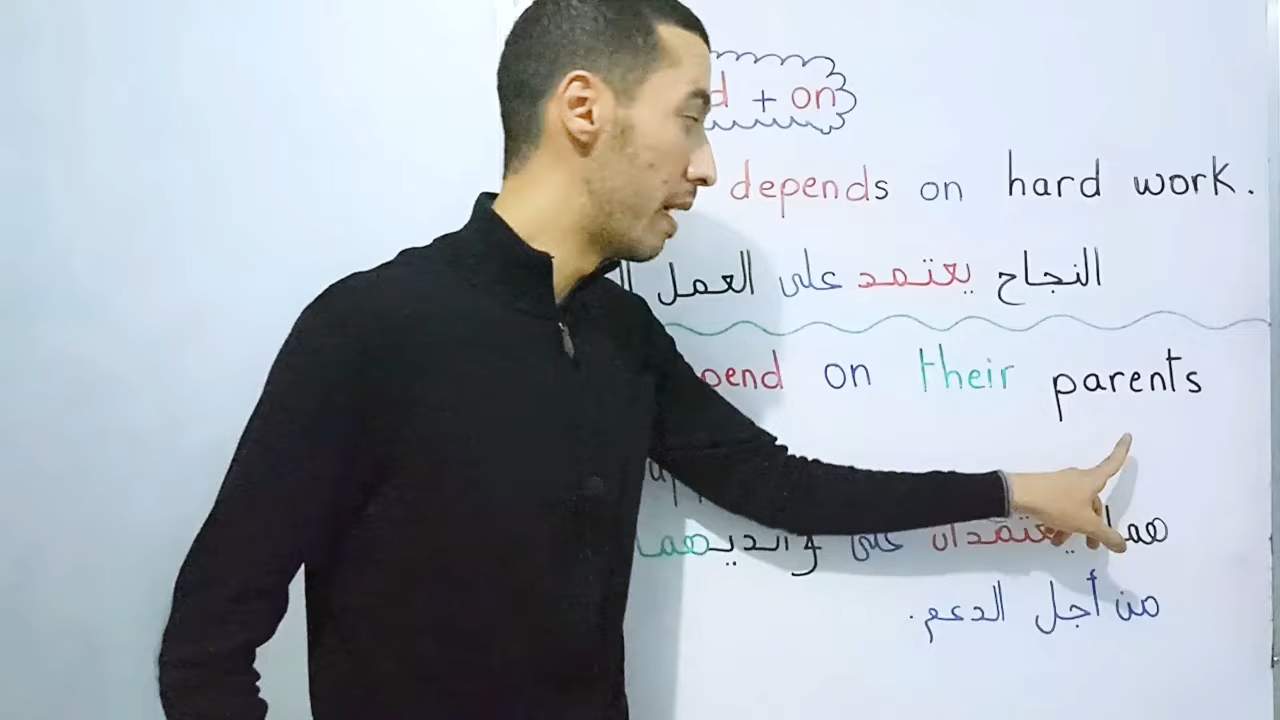 d + on
depends on hard work.
النجاح يعتمد على العمل
pend on their parents
هما يعتمدان على والديهما
من أجل الدعم.